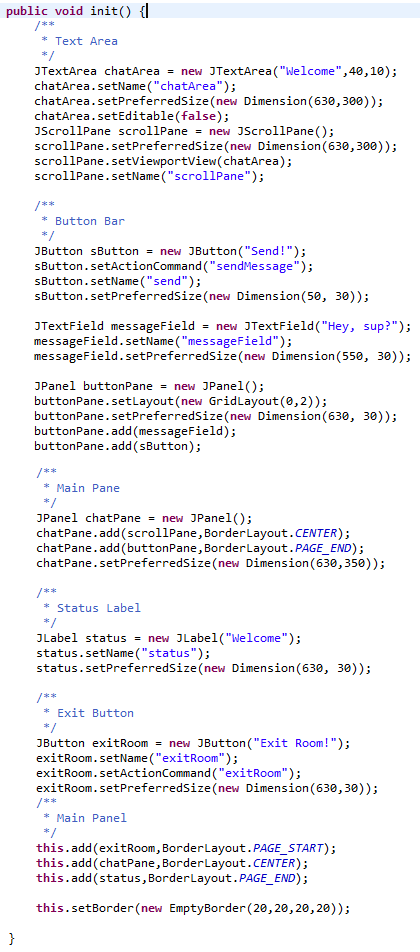 public void init() {
/**
* Text Area
*/
JTextArea chatArea = new JTextArea("Welcome",40,10);
chatArea.setName("chatArea");
chatArea.setPreferredSize(new Dimension(630,300));
chatArea.setEditable(false);
JScrollPane scrollPane = new JScrollPane();
scrollPane.setPreferredSize(new Dimension(630,300));
scrollPane.setViewportView(chatArea);
scrollPane.setName("scrollPane");
/**
* Button Bar
*/
JButton sButton = new JButton("Send!");
sButton.setActionCommand("sendMessage");
sButton.setName("send");
sButton.setPreferredSize(new Dimension(50, 30));
JTextField messageField = new JTextField("Hey, sup?");
messageField.setName("messageField");
messageField.setPreferredSize(new Dimension(550, 30));
JPanel buttonPane = new JPanel();
buttonPane.setLayout(new GridLayout(0,2));
buttonPane.setPreferredSize(new Dimension(630, 30));
buttonPane.add(messageField);
buttonPane.add(sButton);
/**
* Main Pane
*/
JPanel chatPane = new JPanel();
chatPane.add(scrollPane,BorderLayout.CENTER);
chatPane.add(buttonPane,BorderLayout.PAGE_END);
chatPane.setPreferredSize(new Dimension(630,350));
/**
* Status Label
*/
JLabel status = new JLabel("Welcome");
status.setName("status");
status.setPreferredSize(new Dimension(630, 30));
/**
* Exit Button
*/
JButton exitRoom = new JButton("Exit Room!");
exitRoom.setName("exitRoom");
exitRoom.setActionCommand("exitRoom");
exitRoom.setPreferredSize(new Dimension(630,30));
/**
* Main Panel
*/
this.add(exitRoom,BorderLayout.PAGE_START);
this.add(chatPane,BorderLayout.CENTER);
this.add(status,BorderLayout.PAGE_END);
this.setBorder(new EmptyBorder(20,20,20,20));
}